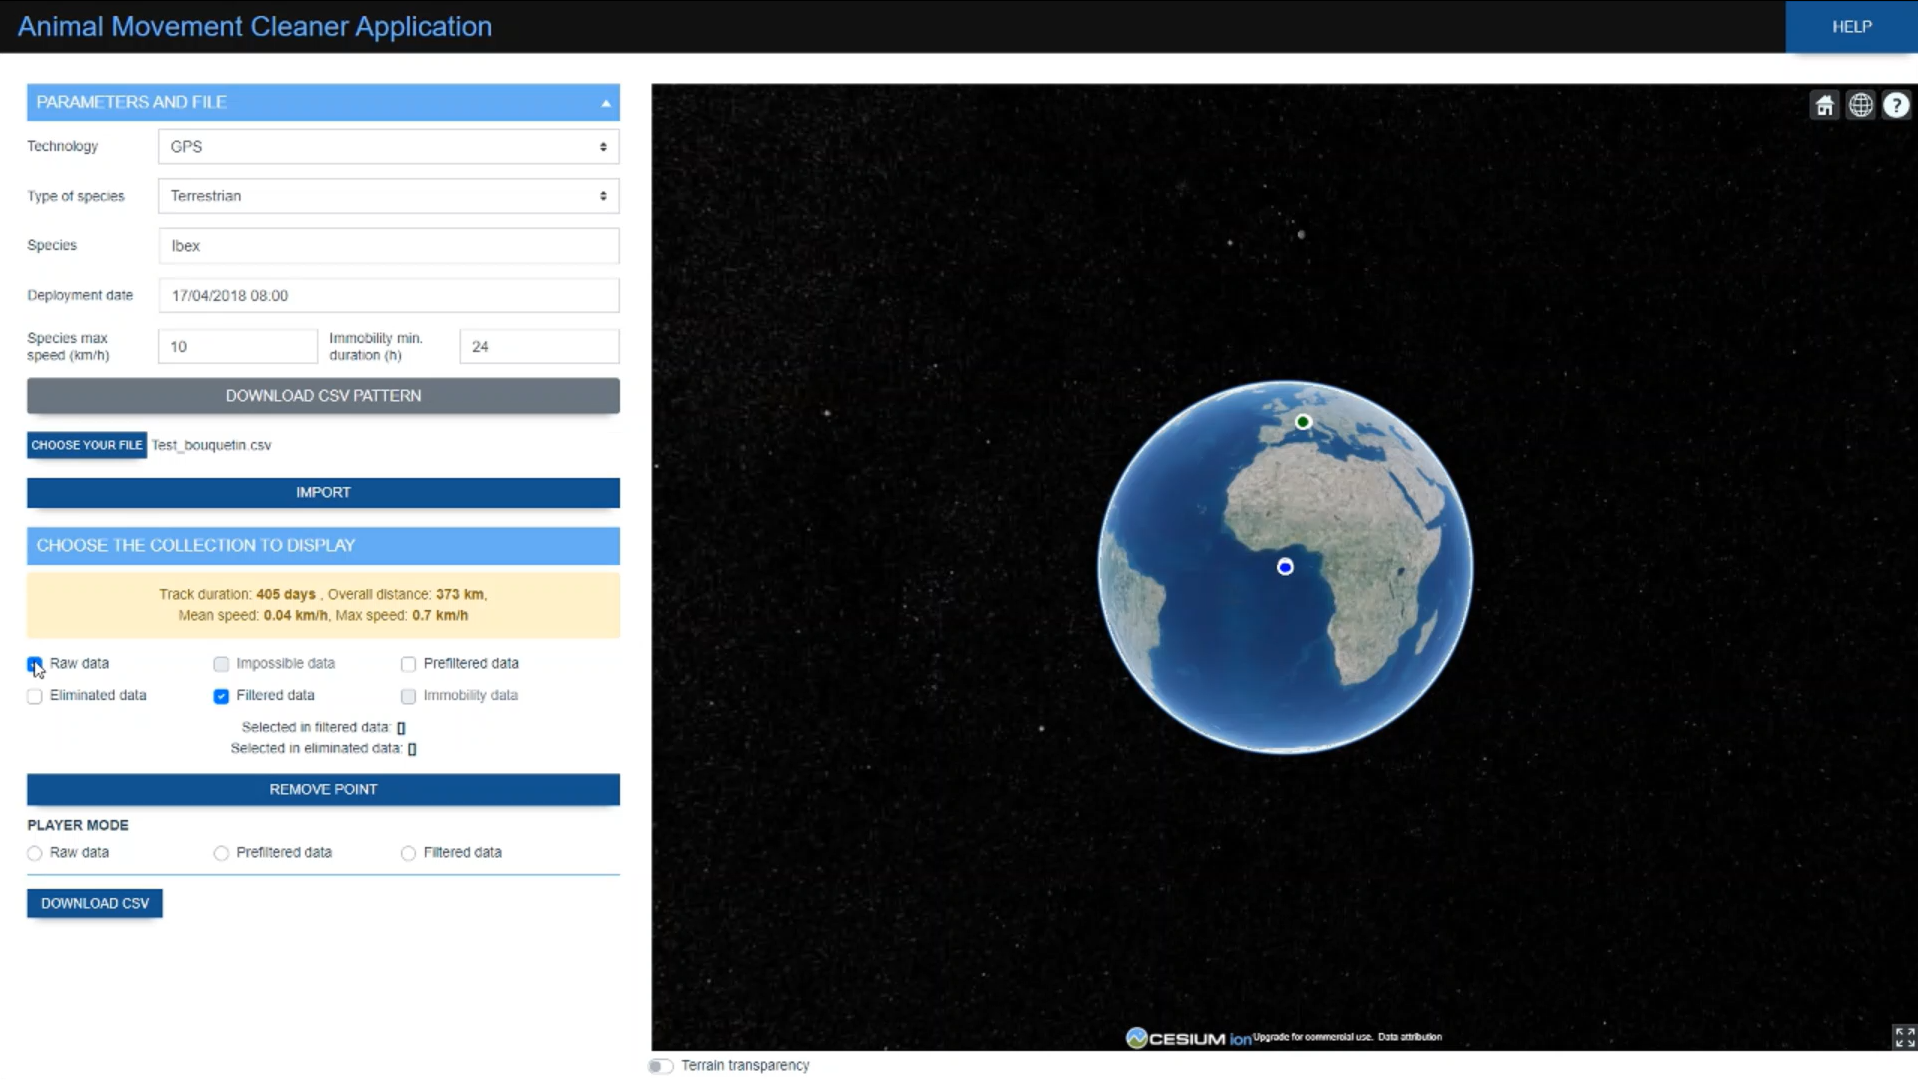 Animal Movement Cleaner Application
HELP
PARAMETERS AND FILE
Technology
GPS
Type of species
Terrestrian
Species
Ibex
Deployment date
17/04/2018 08:00
Species max
speed (km/h)
10
Immobility min.
duration (h)
24
DOWNLOAD CSV PATTERN
CHOOSE YOUR FILE Test_bouquetin.csv
IMPORT
CHOOSE THE COLLECTION TO DISPLAY
Track duration: 405 days , Overall distance: 373 km,
Mean speed: 0.04 km/h, Max speed: 0.7 km/h
Raw data
Impossible data
Prefiltered data
Eliminated data
Filtered data
Immobility data
Selected in filtered data: []
Selected in eliminated data: []
REMOVE POINT
PLAYER MODE
Raw data
Prefiltered data
Filtered data
DOWNLOAD CSV
?
CESIUM ion Upgrade for commercial use. Data attribution
Terrain transparency